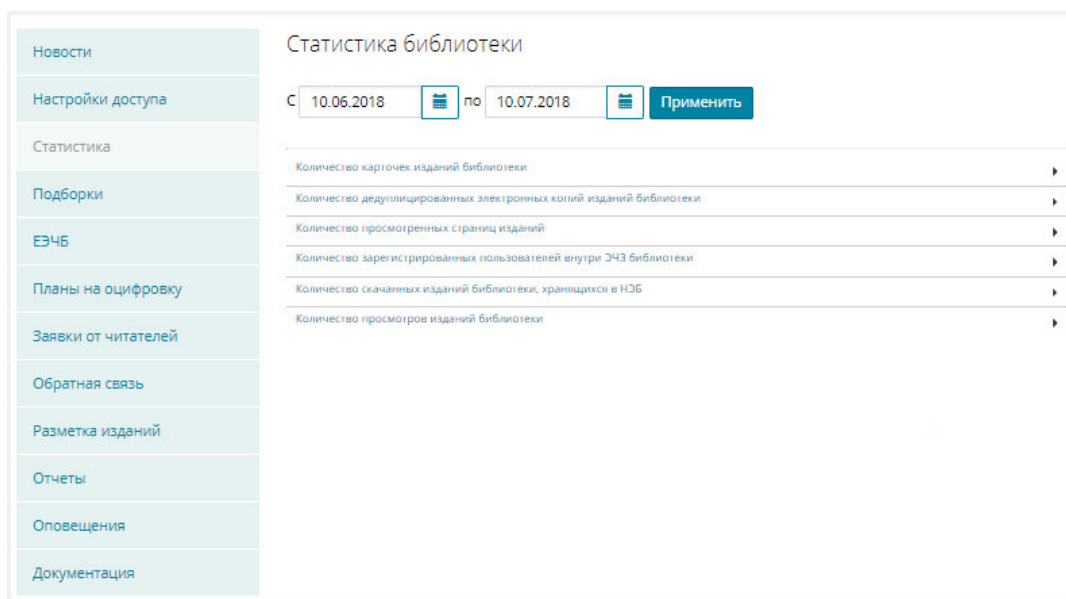 Новости
Настройки доступа
Статистика
Подборки
ЕЭЧБ
Планы на оцифровку
Заявки от читателей
Обратная связь
Разметка изданий
Отчеты
Оповещения
Документация
Статистика библиотеки
С 10.06.2018 по 10.07.2018 Применить
Количество карточек изданий библиотеки
Количество дедуплицированных электронных копий изданий библиотеки
Количество просмотренных страниц изданий
Количество зарегистрированных пользователей внутри ЭЧЗ библиотеки
Количество скачанных изданий библиотеки, хранящихся в НЭБ
Количество просмотров изданий библиотеки